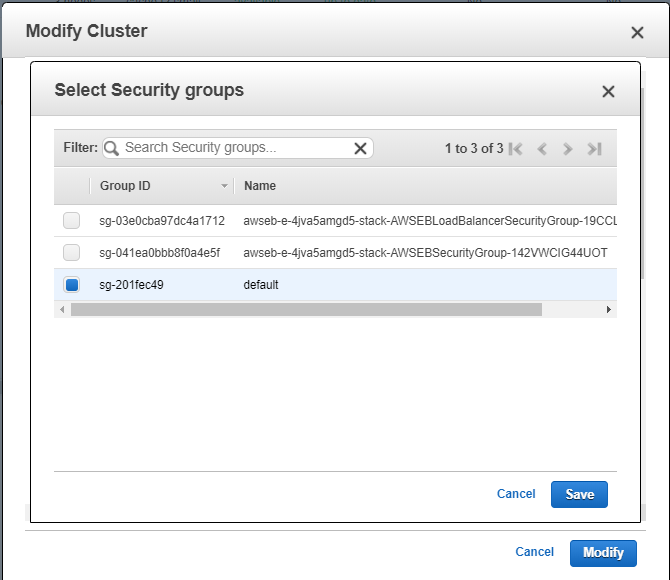 Modify Cluster
Select Security groups
Filter: Search Security groups... 1 to 3 of 3
Group ID Name
sg-03e0cba97dc4a1712 awseb-e-4jva5amgd5-stack-AWSEBLoadBalancerSecurityGroup-19CCL
sg-041ea0bbb8f0a4e5f awseb-e-4jva5amgd5-stack-AWSEBSecurityGroup-142VWCIG44UOT
sg-201fec49 default
Cancel Save
Cancel Modify